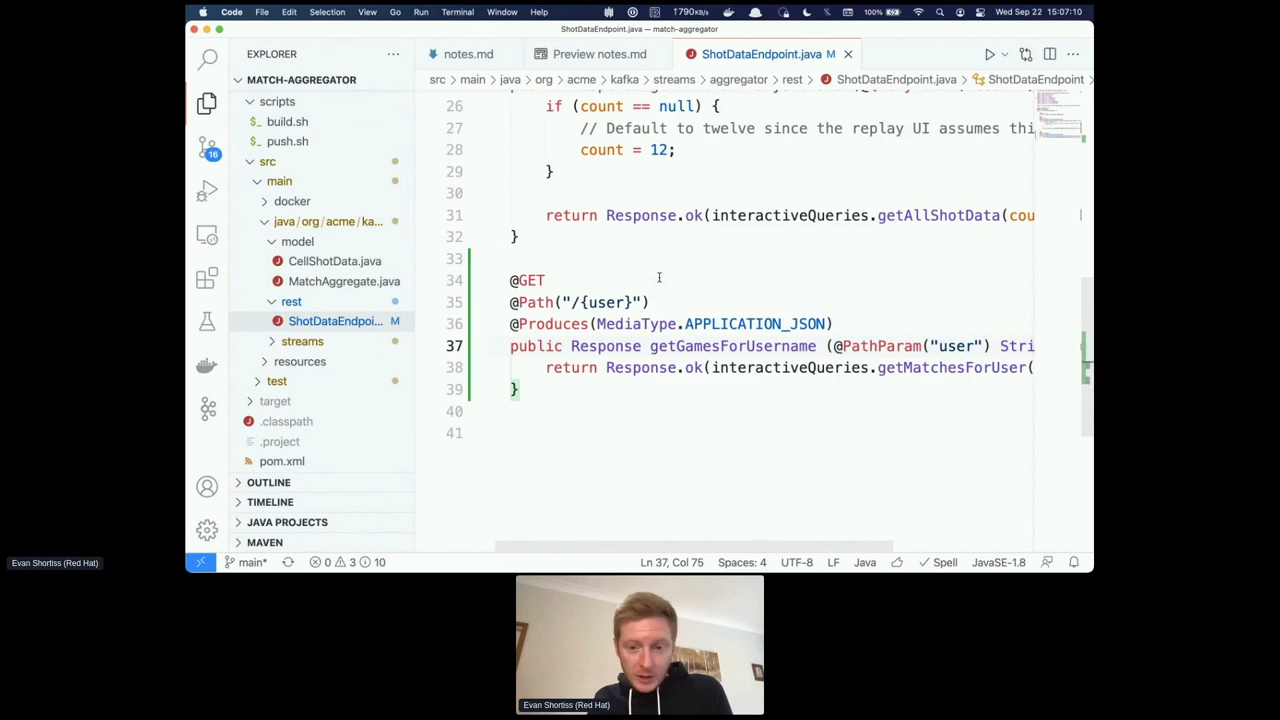 Code File Edit Selection View Go Run Terminal Window Help 1790KB/s 100% Wed Sep 22 15:07:10
ShotDataEndpoint.java — match-aggregator
EXPLORER
notes.md
Preview notes.md
ShotDataEndpoint.java M
MATCH-AGGREGATOR
src > main > java > org > acme > kafka > streams > aggregator > rest > ShotDataEndpoint.java > ShotDataEndpoint
scripts
build.sh
push.sh
16
src
main
docker
java/org/acme/ka...
model
CellShotData.java
MatchAggregate.java
rest
ShotDataEndpoi... M
streams
resources
test
target
.classpath
.project
pom.xml
OUTLINE
TIMELINE
JAVA PROJECTS
MAVEN
26 if (count == null) {
27 // Default to twelve since the replay UI assumes thi
28 count = 12;
29 }
30
31 return Response.ok(interactiveQueries.getAllShotData(cou
32 }
33
34 @GET
35 @Path("/{user}")
36 @Produces(MediaType.APPLICATION_JSON)
37 public Response getGamesForUsername (@PathParam("user") Stri
38 return Response.ok(interactiveQueries.getMatchesForUser(
39 }
40
41
main* 0 3 10 Ln 37, Col 75 Spaces: 4 UTF-8 LF Java Spell JavaSE-1.8
Evan Shortiss (Red Hat)
Evan Shortiss (Red Hat)